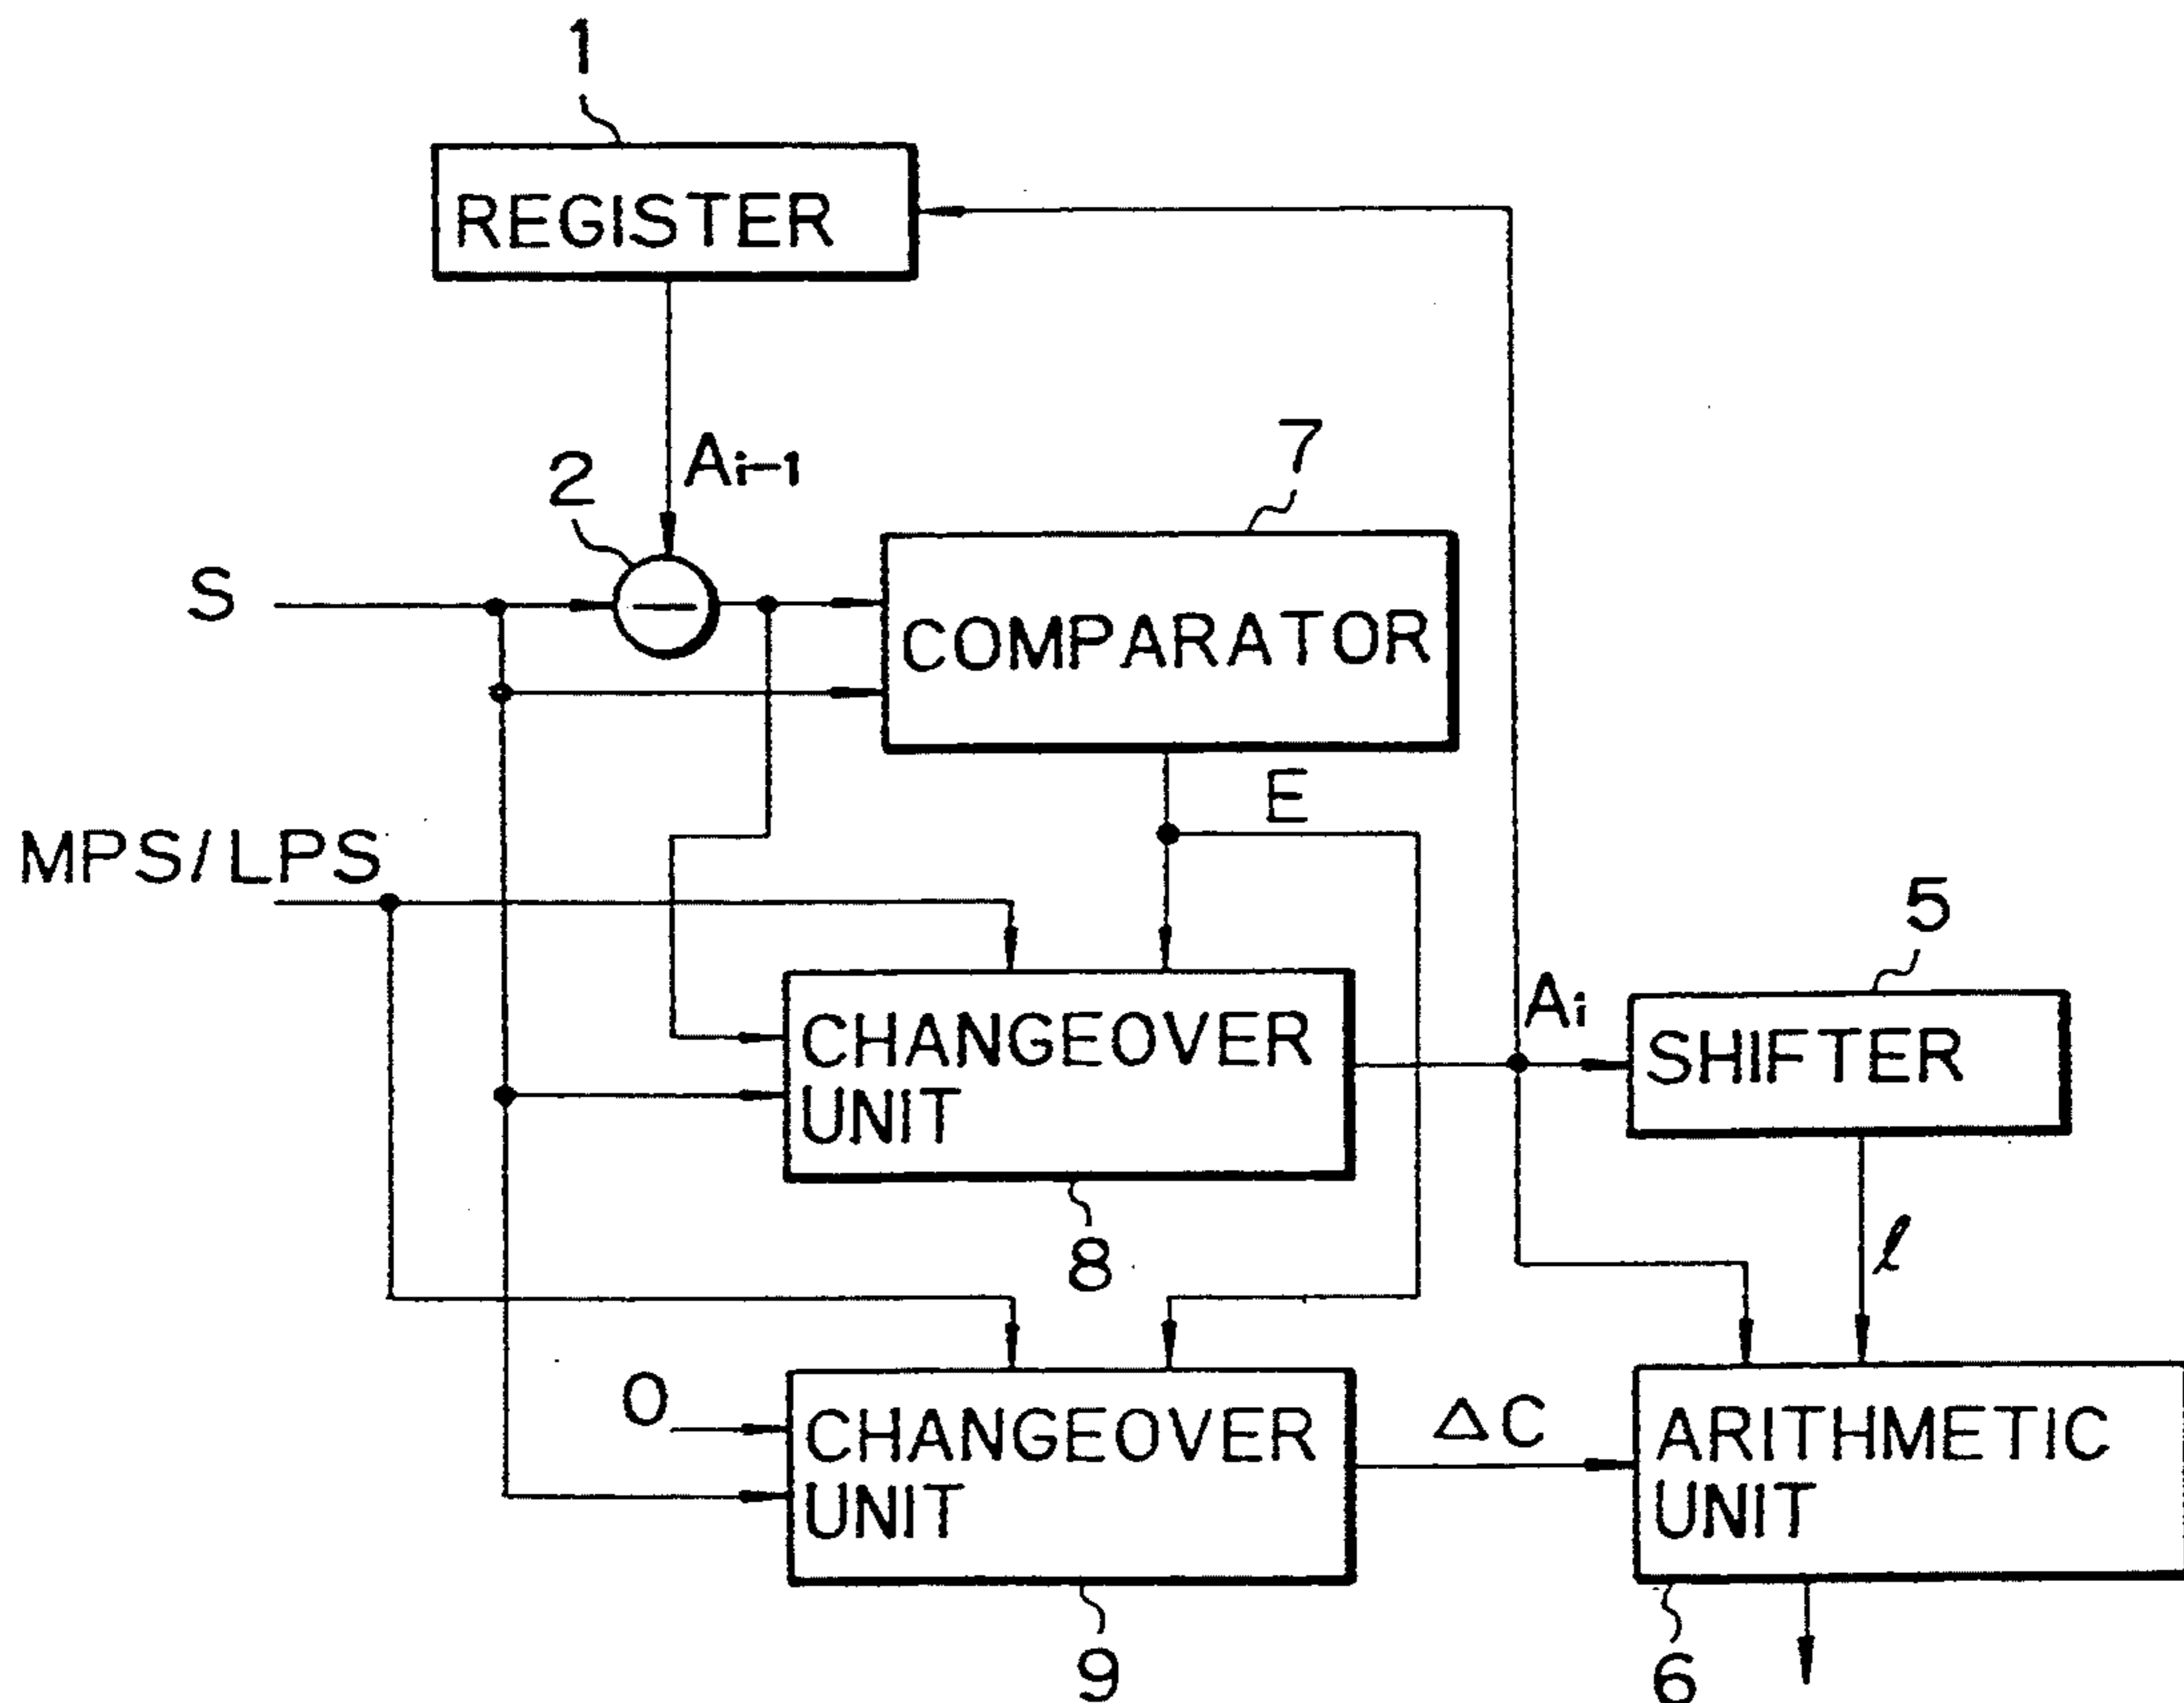 1
REGISTER
Ai-1
2
7
S
COMPARATOR
E
MPS/LPS
5
Ai
CHANGEOVER
UNIT
SHIFTER
8
ℓ
0
CHANGEOVER
UNIT
ΔC
ARITHMETIC
UNIT
9
6